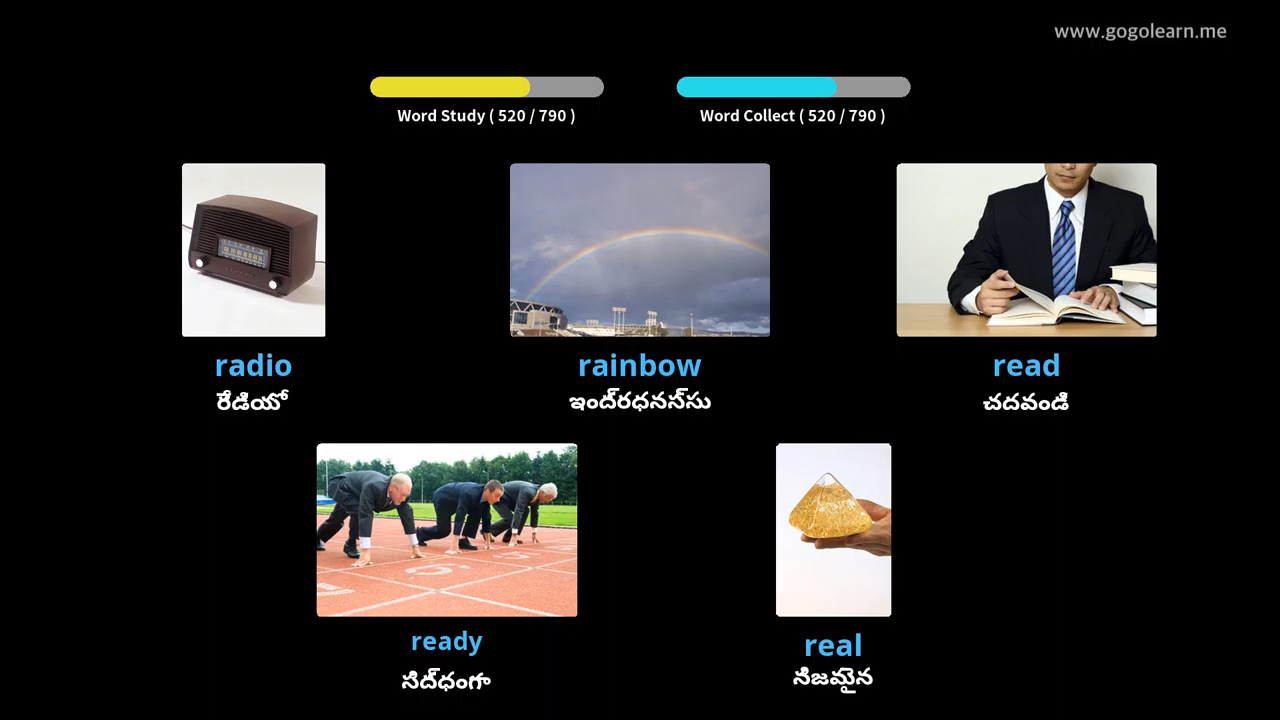 www.gogolearn.me
Word Study ( 520 / 790 )
Word Collect ( 520 / 790 )
radio
రేడియో
rainbow
ఇంద్‌రధనస్‌సు
read
చదవండి
ready
సిద్‌ధంగా
real
నిజమైన